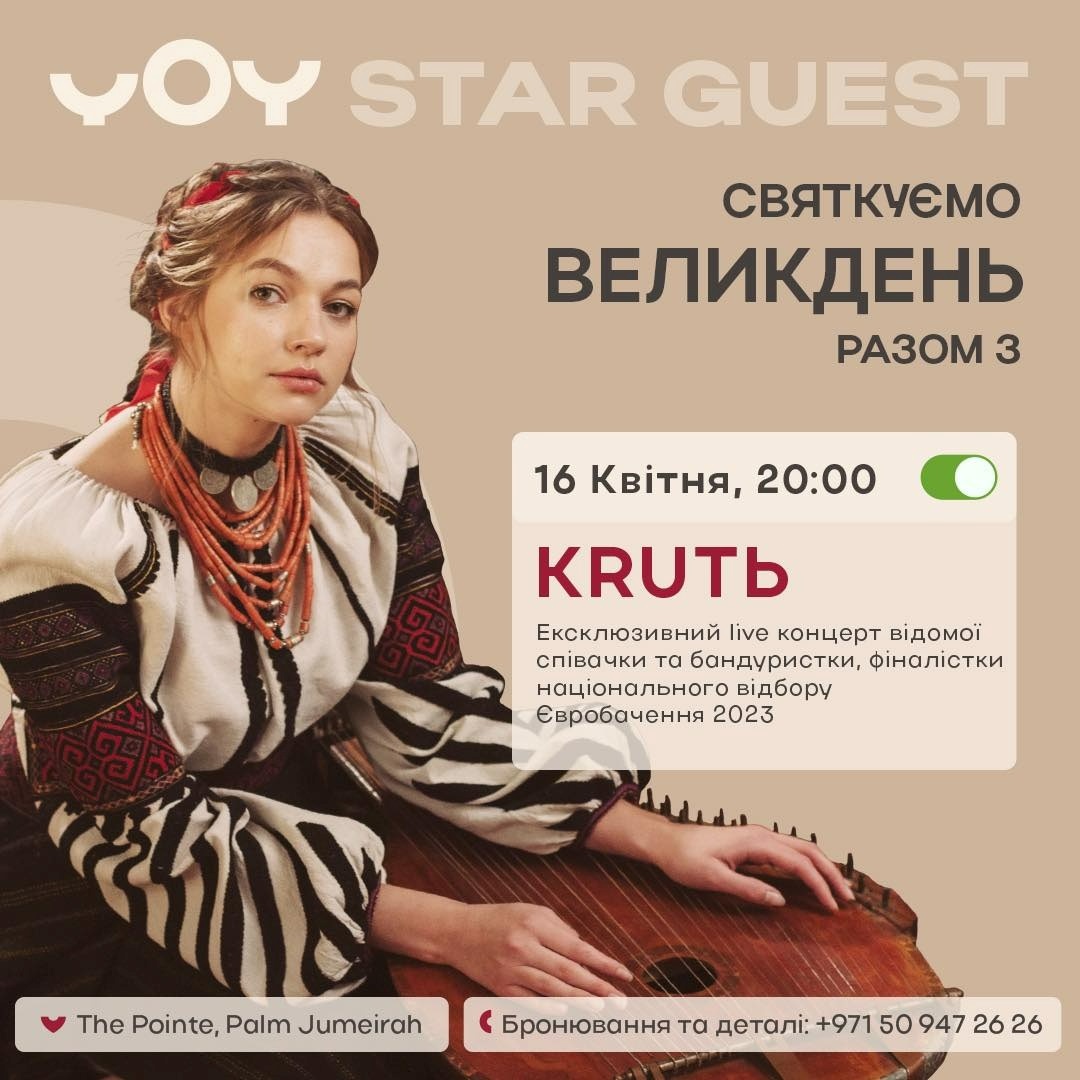 YOY STAR GUEST
СВЯТКУЄМО
ВЕЛИКДЕНЬ
РАЗОМ З
16 Квітня, 20:00
KRUTЬ
Ексклюзивний live концерт відомої
співачки та бандуристки, фіналістки
національного відбору
Євробачення 2023
The Pointe, Palm Jumeirah
Бронювання та деталі: +971 50 947 26 26